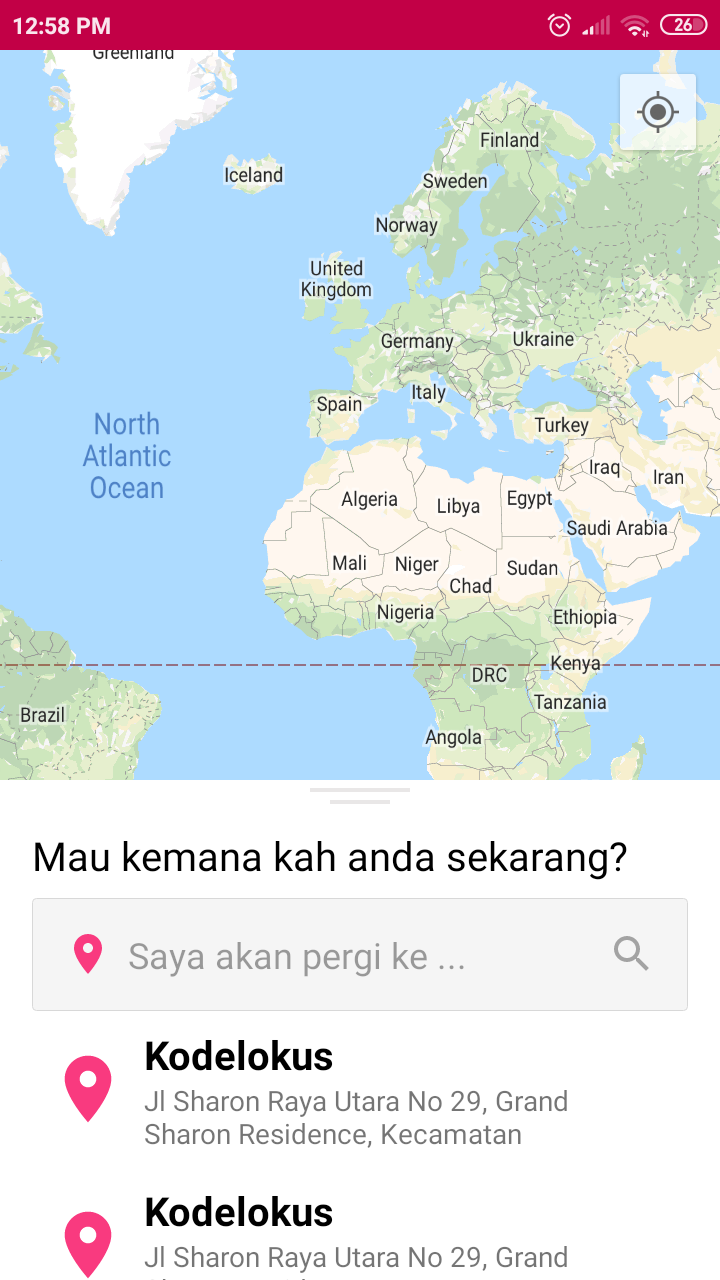 12:58 PM
26
Greenland
Iceland
Finland
Sweden
Norway
United
Kingdom
Germany
Ukraine
Italy
Spain
Turkey
North
Atlantic
Ocean
Iraq
Iran
Algeria
Libya
Egypt
Saudi Arabia
Mali
Niger
Chad
Sudan
Nigeria
Ethiopia
DRC
Kenya
Tanzania
Brazil
Angola
Mau kemana kah anda sekarang?
Saya akan pergi ke ...
Kodelokus
Jl Sharon Raya Utara No 29, Grand
Sharon Residence, Kecamatan
Kodelokus
Jl Sharon Raya Utara No 29, Grand